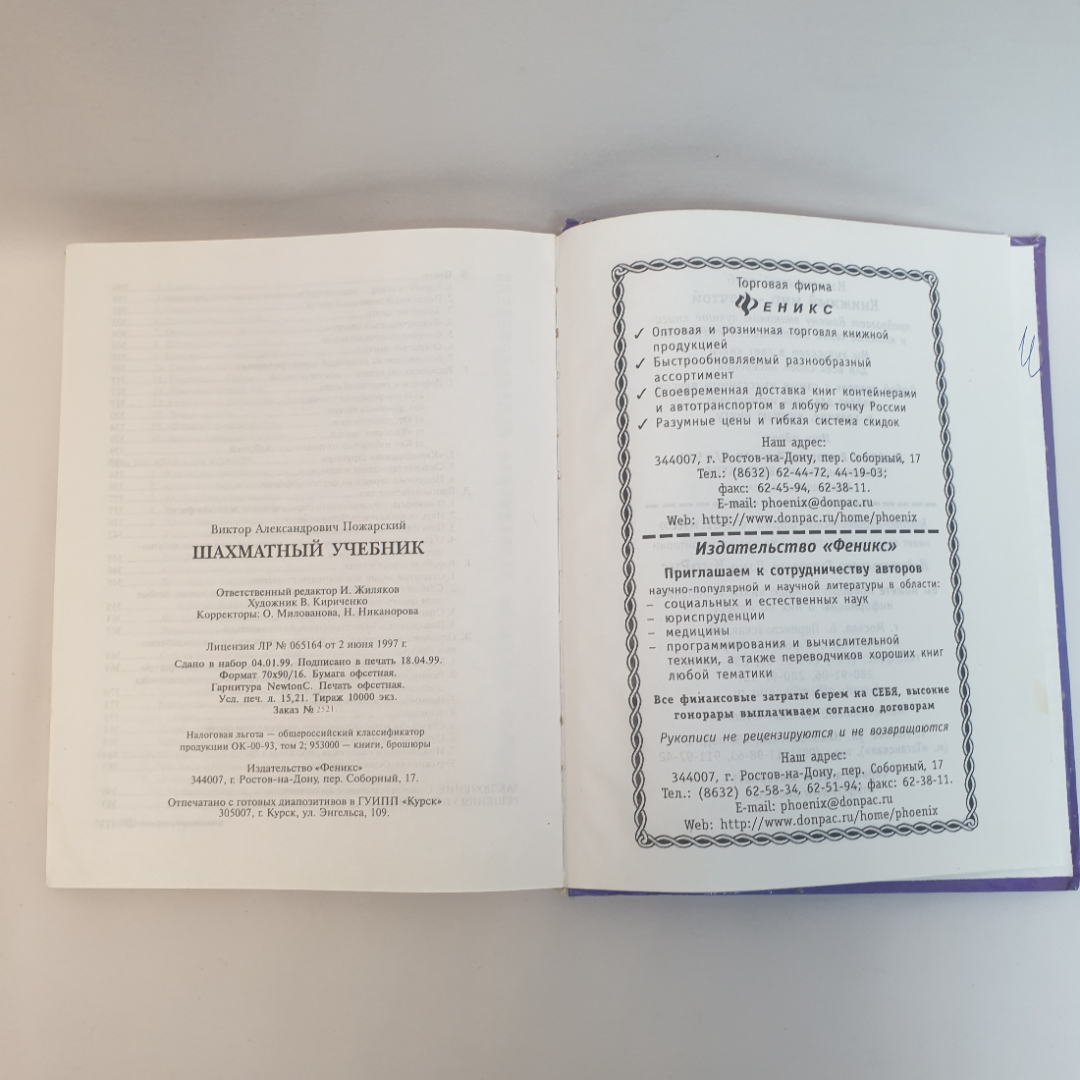 Виктор Александрович Пожарский
ШАХМАТНЫЙ УЧЕБНИК
Ответственный редактор И. Жиляков
Художник В. Кириченко
Корректоры: О. Милованова, Н. Никанорова
Лицензия ЛР № 065164 от 2 июня 1997 г.
Сдано в набор 04.01.99. Подписано в печать 18.04.99.
Формат 70x90/16. Бумага офсетная.
Гарнитура NewtonC. Печать офсетная.
Усл. печ. л. 15,21. Тираж 10000 экз.
Заказ № 2521.
Налоговая льгота — общероссийский классификатор
продукции ОК-00-93, том 2; 953000 — книги, брошюры
Издательство «Феникс»
344007, г. Ростов-на-Дону, пер. Соборный, 17.
Отпечатано с готовых диапозитивов в ГУИПП «Курск»
305007, г. Курск, ул. Энгельса, 109.
Торговая фирма
ФЕНИКС
✓ Оптовая и розничная торговля книжной
продукцией
✓ Быстрообновляемый разнообразный
ассортимент
✓ Своевременная доставка книг контейнерами
и автотранспортом в любую точку России
✓ Разумные цены и гибкая система скидок
Наш адрес:
344007, г. Ростов-на-Дону, пер. Соборный, 17
Тел.: (8632) 62-44-72, 44-19-03;
факс: 62-45-94, 62-38-11.
E-mail: phoenix@donpac.ru
Web: http://www.donpac.ru/home/phoenix
Издательство «Феникс»
Приглашаем к сотрудничеству авторов
научно-популярной и научной литературы в области:
– социальных и естественных наук
– юриспруденции
– медицины
– программирования и вычислительной
техники, а также переводчиков хороших книг
любой тематики
Все финансовые затраты берем на СЕБЯ, высокие
гонорары выплачиваем согласно договорам
Рукописи не рецензируются и не возвращаются
Наш адрес:
344007, г. Ростов-на-Дону, пер. Соборный, 17
Тел.: (8632) 62-58-34, 62-51-94; факс: 62-38-11.
E-mail: phoenix@donpac.ru
Web: http://www.donpac.ru/home/phoenix